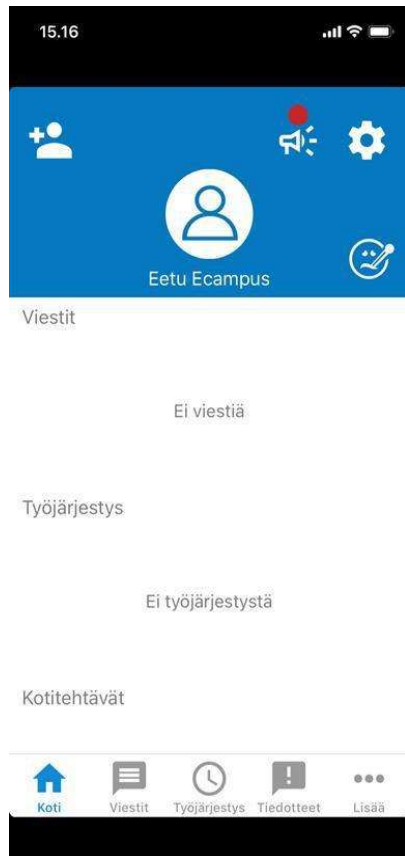 15.16
Eetu Ecampus
Viestit
Ei viestiä
Työjärjestys
Ei työjärjestystä
Kotitehtävät
Koti Viestit Työjärjestys Tiedotteet Lisää